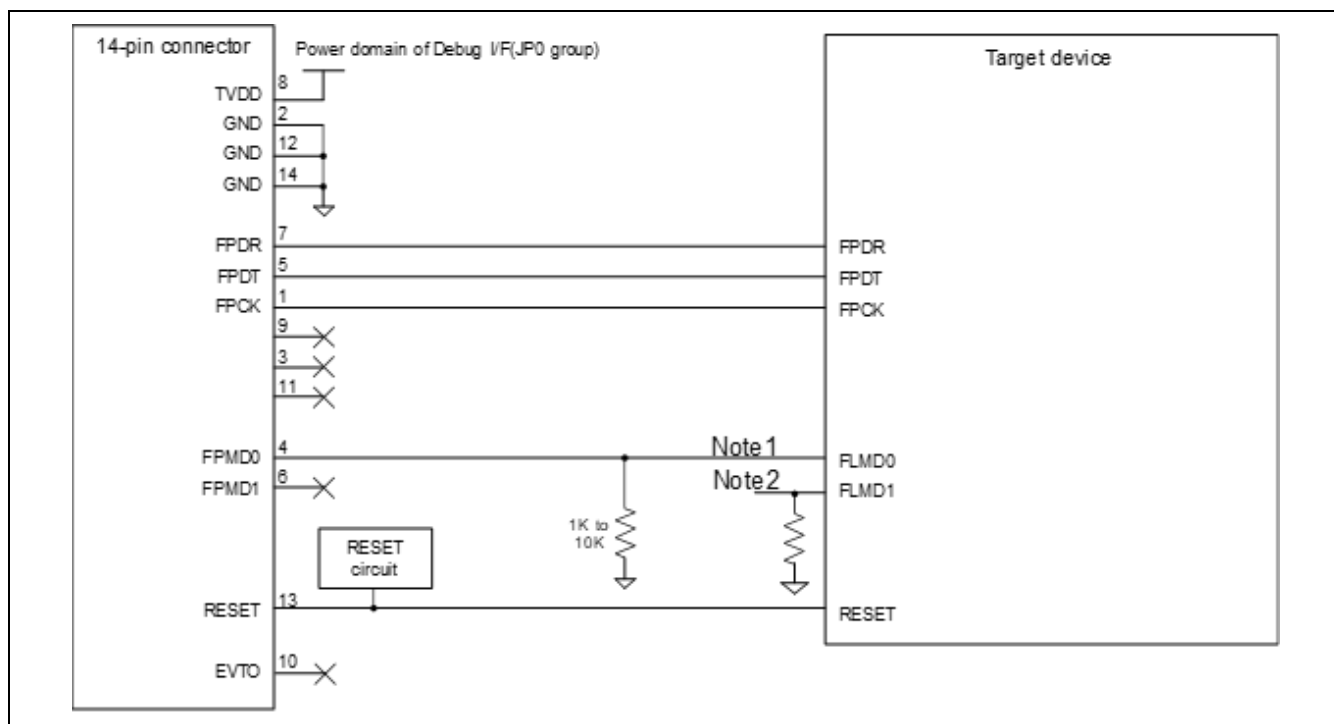 14-pin connector
Power domain of Debug I/F(JP0 group)
Target device
TVDD 8
GND 2
GND 12
GND 14
FPDR 7 FPDR
FPDT 5 FPDT
FPCK 1 FPCK
9
3
11
FPMD0 4 Note1 FLMD0
FPMD1 6 Note2 FLMD1
1K to
10K
RESET
circuit
RESET 13 RESET
EVTO 10